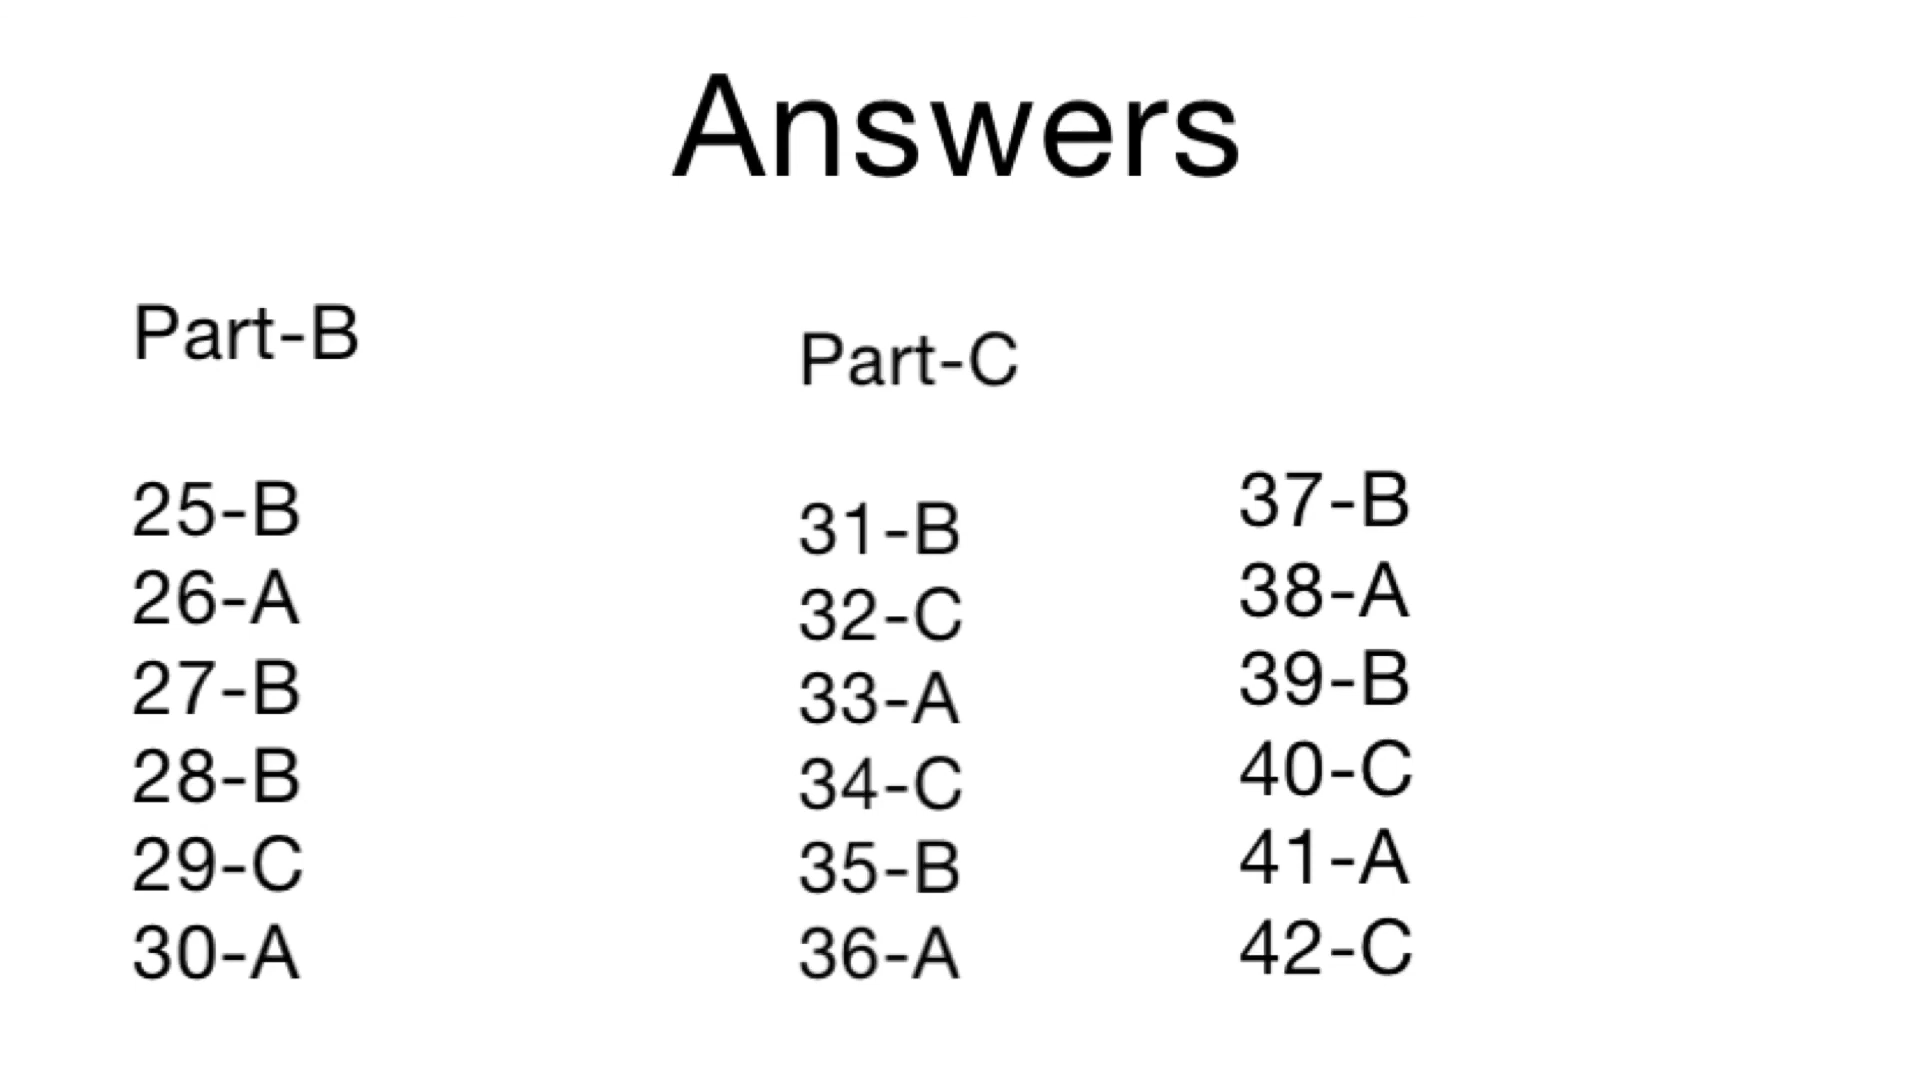 Answers
Part-B
25-B
26-A
27-B
28-B
29-C
30-A
Part-C
31-B
32-C
33-A
34-C
35-B
36-A
37-B
38-A
39-B
40-C
41-A
42-C